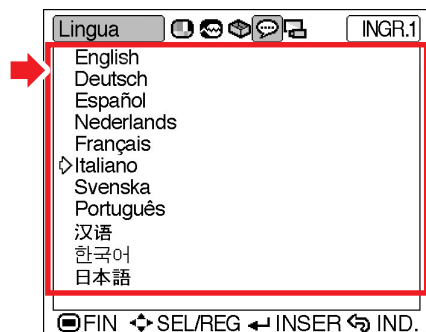 Lingua INGR.1
English
Deutsch
Español
Nederlands
Français
Italiano
Svenska
Português
汉语
한국어
日本語
FIN SEL/REG INSER IND.